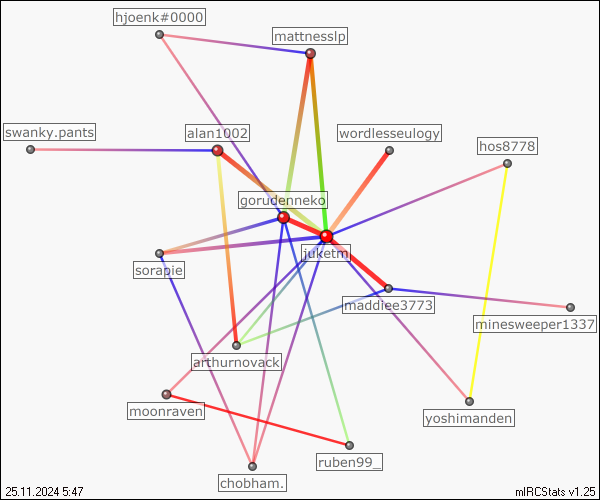 hjoenk#0000
mattnesslp
swanky.pants
alan1002
wordlesseulogy
hos8778
gorudenneko
juketm
sorapie
maddiee3773
minesweeper1337
arthurnovack
moonraven
yoshimanden
ruben99_
chobham.
25.11.2024 5:47
mIRCStats v1.25